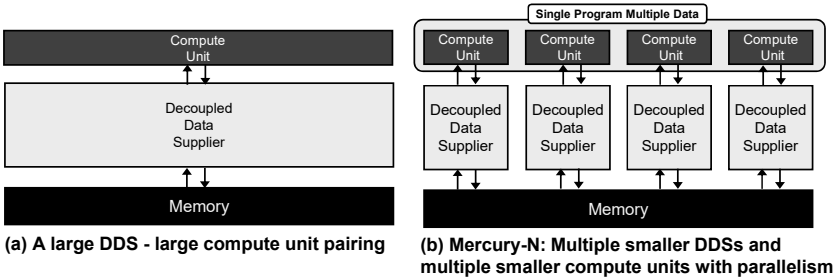 Compute
Unit
Decoupled
Data
Supplier
Memory
(a) A large DDS - large compute unit pairing
Single Program Multiple Data
Compute
Unit
Compute
Unit
Compute
Unit
Compute
Unit
Decoupled
Data
Supplier
Decoupled
Data
Supplier
Decoupled
Data
Supplier
Decoupled
Data
Supplier
Memory
(b) Mercury-N: Multiple smaller DDSs and
multiple smaller compute units with parallelism